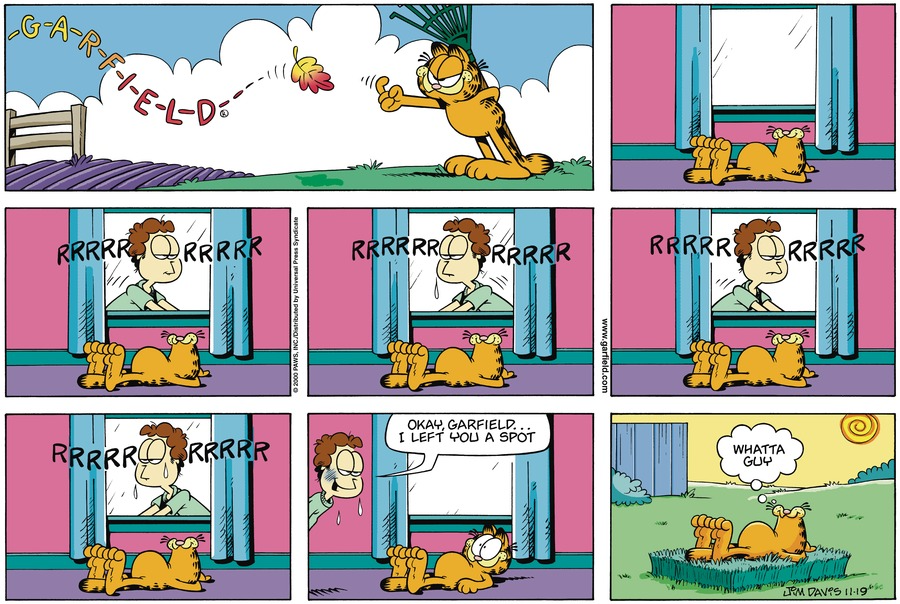 -G-A-R-F-I-E-L-D--
RRRRR RRRRR
© 2000 PAWS, INC./Distributed by Universal Press Syndicate
RRRRRR RRRRR
www.garfield.com
RRRRR RRRRR
RRRRR RRRRR
OKAY, GARFIELD...
I LEFT YOU A SPOT
WHATTA
GUY
JIM DAVIS 11·19